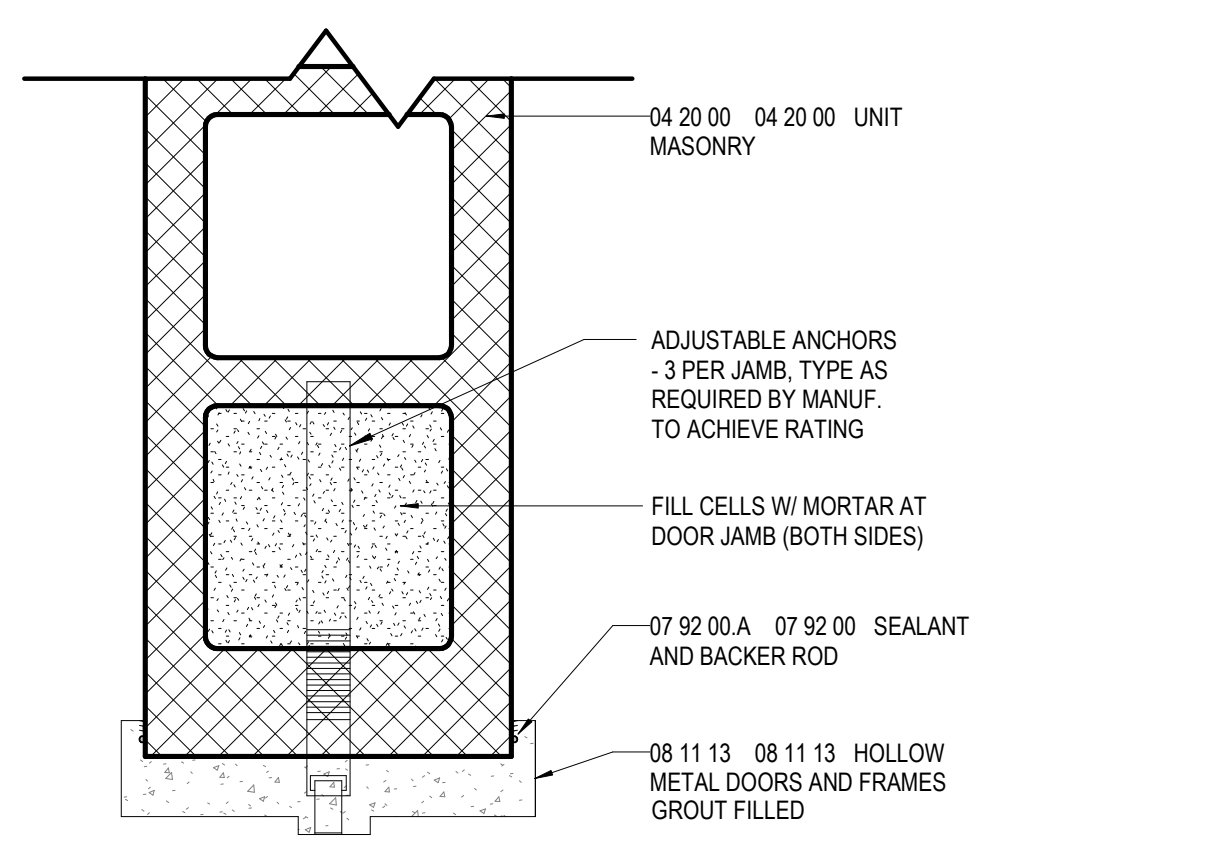 04 20 00 04 20 00 UNIT
MASONRY
ADJUSTABLE ANCHORS
- 3 PER JAMB, TYPE AS
REQUIRED BY MANUF.
TO ACHIEVE RATING
FILL CELLS W/ MORTAR AT
DOOR JAMB (BOTH SIDES)
07 92 00.A 07 92 00 SEALANT
AND BACKER ROD
08 11 13 08 11 13 HOLLOW
METAL DOORS AND FRAMES
GROUT FILLED